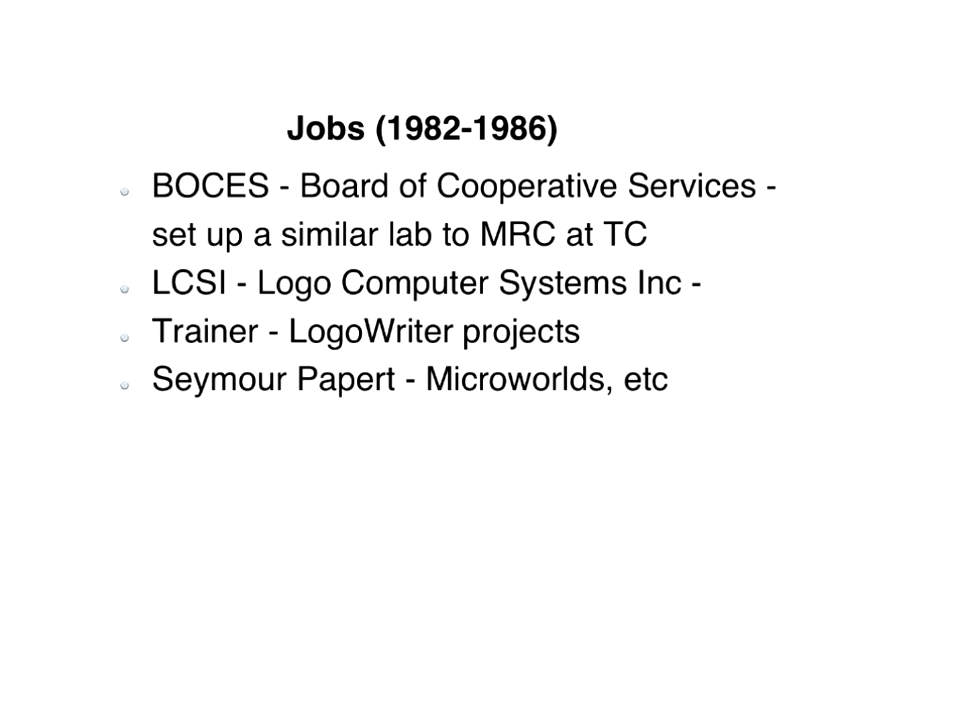 Jobs (1982-1986)
BOCES - Board of Cooperative Services -
set up a similar lab to MRC at TC
LCSI - Logo Computer Systems Inc -
Trainer - LogoWriter projects
Seymour Papert - Microworlds, etc